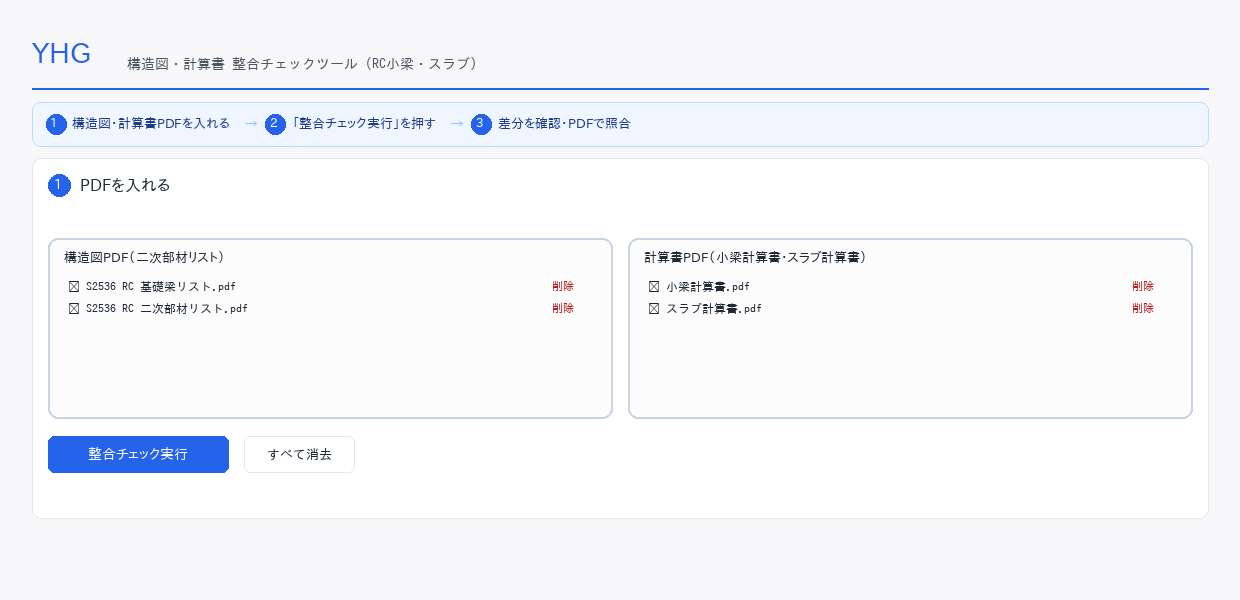 YHG 構造図・計算書 整合チェックツール（RC小梁・スラブ）
1 構造図・計算書PDFを入れる → 2 「整合チェック実行」を押す → 3 差分を確認・PDFで照合
1 PDFを入れる
構造図PDF（二次部材リスト）
S2536 RC 基礎梁リスト.pdf 削除
S2536 RC 二次部材リスト.pdf 削除
計算書PDF（小梁計算書・スラブ計算書）
小梁計算書.pdf 削除
スラブ計算書.pdf 削除
整合チェック実行 すべて消去